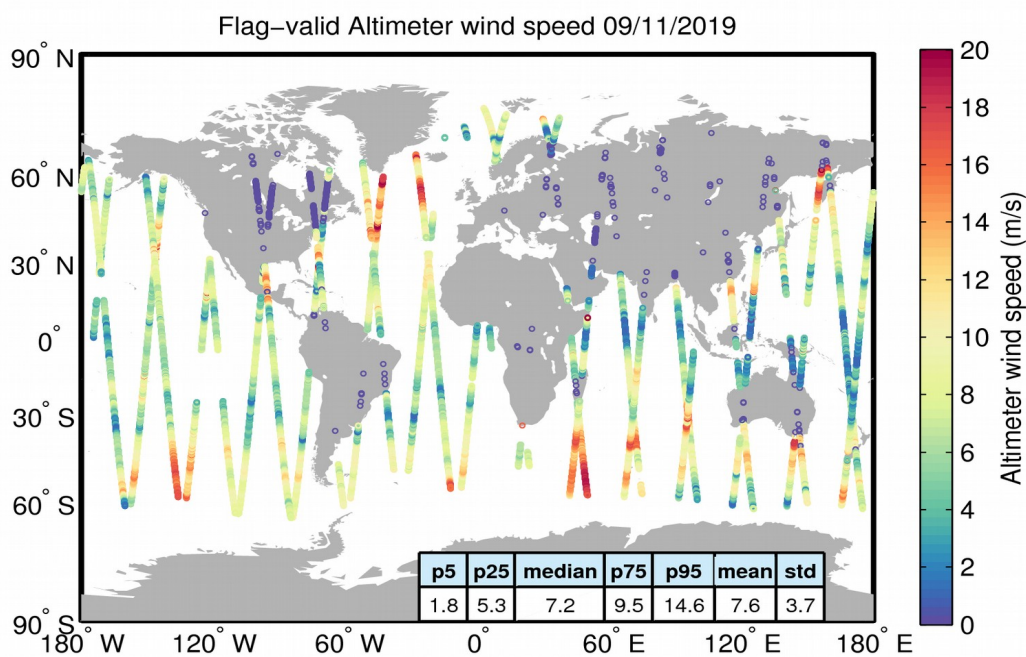 Flag−valid Altimeter wind speed 09/11/2019
90° N
60° N
30° N
0°
30° S
60° S
90° S
180° W
120° W
60° W
0°
60° E
120° E
180° E
p5 p25 median p75 p95 mean std
1.8 5.3 7.2 9.5 14.6 7.6 3.7
20
18
16
14
12
10
8
6
4
2
0
Altimeter wind speed (m/s)